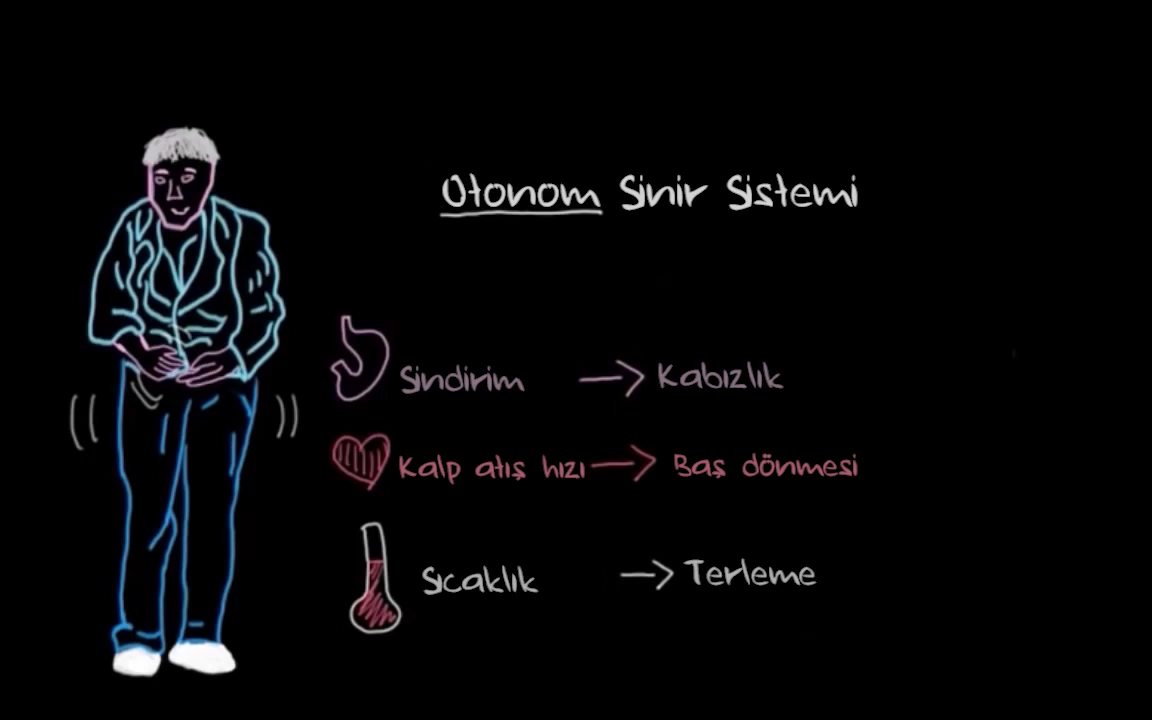 Otonom Sinir Sistemi
Sindirim → Kabızlık
Kalp atış hızı → Baş dönmesi
Sıcaklık → Terleme